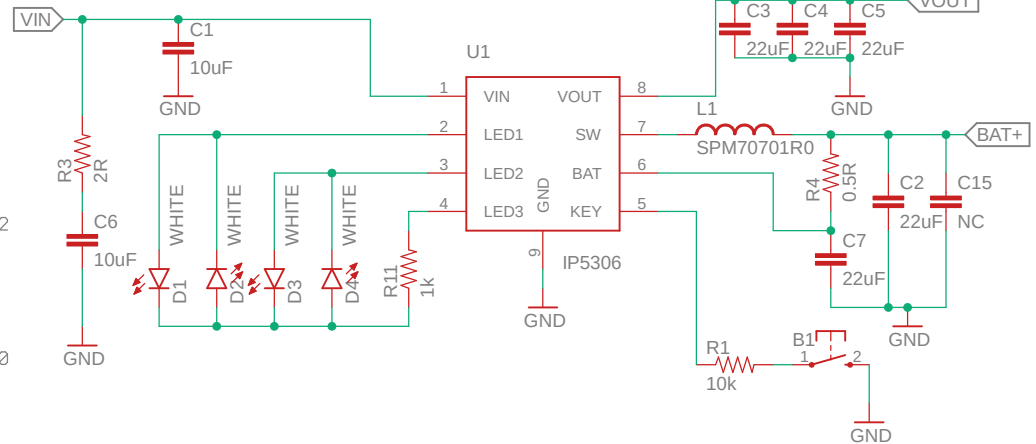 VIN
C1
10uF
GND
R3
2R
C6
10uF
GND
WHITE
D1
WHITE
D2
WHITE
D3
WHITE
D4
R11
1k
U1
1
VIN
2
LED1
3
LED2
4
LED3
VOUT
8
SW
7
BAT
6
KEY
5
GND
9
IP5306
GND
C3
22uF
C4
22uF
C5
22uF
VOUT
GND
L1
SPM70701R0
BAT+
R4
0.5R
C2
22uF
C15
NC
C7
22uF
GND
R1
10k
B1
1
2
GND
2